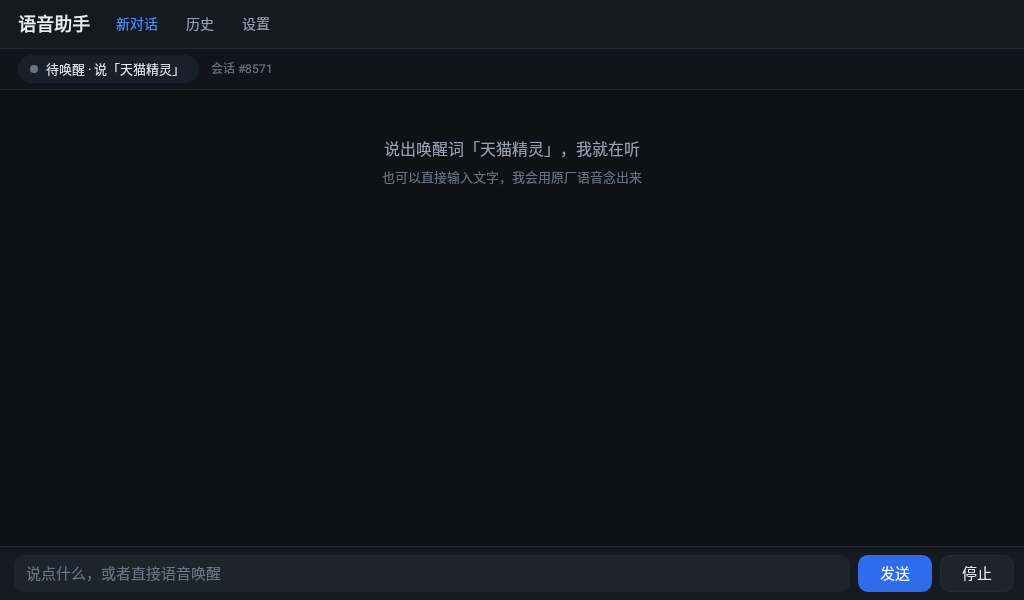 语音助手 新对话 历史 设置
待唤醒 · 说「天猫精灵」 会话 #8571
说出唤醒词「天猫精灵」，我就在听
也可以直接输入文字，我会用原厂语音念出来
说点什么，或者直接语音唤醒 发送 停止